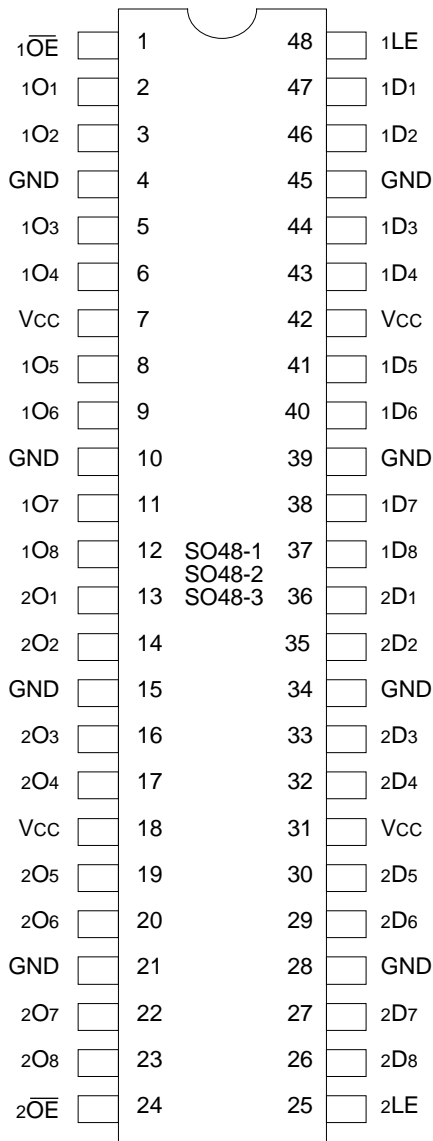 1OE 1 48 1LE
1O1 2 47 1D1
1O2 3 46 1D2
GND 4 45 GND
1O3 5 44 1D3
1O4 6 43 1D4
VCC 7 42 VCC
1O5 8 41 1D5
1O6 9 40 1D6
GND 10 39 GND
1O7 11 38 1D7
1O8 12 SO48-1 37 1D8
SO48-2
2O1 13 SO48-3 36 2D1
2O2 14 35 2D2
GND 15 34 GND
2O3 16 33 2D3
2O4 17 32 2D4
VCC 18 31 VCC
2O5 19 30 2D5
2O6 20 29 2D6
GND 21 28 GND
2O7 22 27 2D7
2O8 23 26 2D8
2OE 24 25 2LE